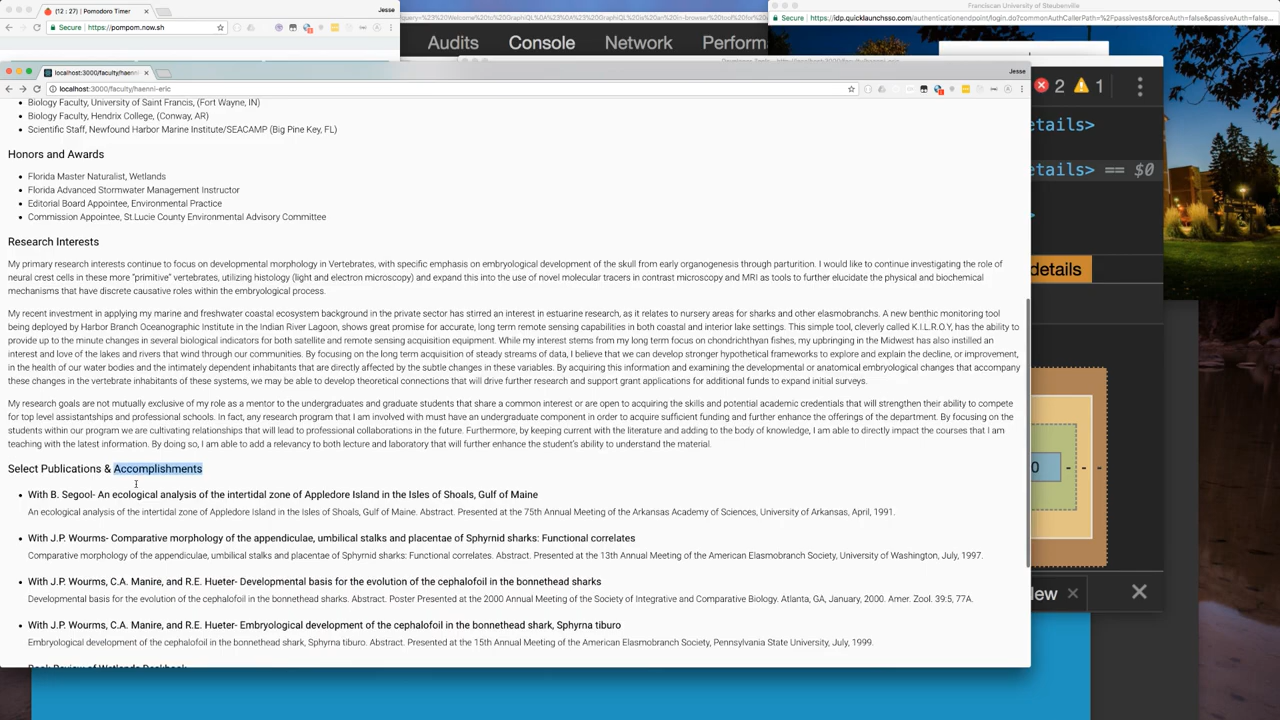 (12 : 27) | Pomodoro Timer
Jesse
Secure https://pompom.now.sh
Audits Console Network Perform
Franciscan University of Steubenville
Secure https://idp.quicklaunchsso.com/authenticationendpoint/login.do?commonAuthCallerPath=%2Fpassivests&forceAuth=false&passiveAuth=false...
localhost:3000/faculty/haenni
Jesse
localhost:3000/faculty/haenni-eric
2 1
Biology Faculty, University of Saint Francis, (Fort Wayne, IN)
Biology Faculty, Hendrix College, (Conway, AR)
Scientific Staff, Newfound Harbor Marine Institute/SEACAMP (Big Pine Key, FL)
etails>
Honors and Awards
etails> == $0
Florida Master Naturalist, Wetlands
Florida Advanced Stormwater Management Instructor
Editorial Board Appointee, Environmental Practice
Commission Appointee, St.Lucie County Environmental Advisory Committee
Research Interests
details
My primary research interests continue to focus on developmental morphology in Vertebrates, with specific emphasis on embryological development of the skull from early organogenesis through parturition. I would like to continue investigating the role of
neural crest cells in these more "primitive" vertebrates, utilizing histology (light and electron microscopy) and expand this into the use of novel molecular tracers in contrast microscopy and MRI as tools to further elucidate the physical and biochemical
mechanisms that have discrete causative roles within the embryological process.
My recent investment in applying my marine and freshwater coastal ecosystem background in the private sector has stirred an interest in estuarine research, as it relates to nursery areas for sharks and other elasmobranchs. A new benthic monitoring tool
being deployed by Harbor Branch Oceanographic Institute in the Indian River Lagoon, shows great promise for accurate, long term remote sensing capabilities in both coastal and interior lake settings. This simple tool, cleverly called K.I.L.R.O.Y, has the ability to
provide up to the minute changes in several biological indicators for both satellite and remote sensing acquisition equipment. While my interest stems from my long term focus on chondrichthyan fishes, my upbringing in the Midwest has also instilled an
interest and love of the lakes and rivers that wind through our communities. By focusing on the long term acquisition of steady streams of data, I believe that we can develop stronger hypothetical frameworks to explore and explain the decline, or improvement,
in the health of our water bodies and the intimately dependent inhabitants that are directly affected by the subtle changes in these variables. By acquiring this information and examining the developmental or anatomical embryological changes that accompany
these changes in the vertebrate inhabitants of these systems, we may be able to develop theoretical connections that will drive further research and support grant applications for additional funds to expand initial surveys.
My research goals are not mutually exclusive of my role as a mentor to the undergraduates and graduate students that share a common interest or are open to acquiring the skills and potential academic credentials that will strengthen their ability to compete
for top level assistantships and professional schools. In fact, any research program that I am involved with must have an undergraduate component in order to acquire sufficient funding and further enhance the offerings of the department. By focusing on the
students within our program we are cultivating relationships that will lead to professional collaborations in the future. Furthermore, by keeping current with the literature and adding to the body of knowledge, I am able to directly impact the courses that I am
teaching with the latest information. By doing so, I am able to add a relevancy to both lecture and laboratory that will further enhance the student's ability to understand the material.
0 - - -
Select Publications & Accomplishments
With B. Segool- An ecological analysis of the intertidal zone of Appledore Island in the Isles of Shoals, Gulf of Maine
An ecological analysis of the intertidal zone of Appledore Island in the Isles of Shoals, Gulf of Maine. Abstract. Presented at the 75th Annual Meeting of the Arkansas Academy of Sciences, University of Arkansas, April, 1991.
With J.P. Wourms- Comparative morphology of the appendiculae, umbilical stalks and placentae of Sphyrnid sharks: Functional correlates
Comparative morphology of the appendiculae, umbilical stalks and placentae of Sphyrnid sharks: Functional correlates. Abstract. Presented at the 13th Annual Meeting of the American Elasmobranch Society, University of Washington, July, 1997.
With J.P. Wourms, C.A. Manire, and R.E. Hueter- Developmental basis for the evolution of the cephalofoil in the bonnethead sharks
Developmental basis for the evolution of the cephalofoil in the bonnethead sharks. Abstract. Poster Presented at the 2000 Annual Meeting of the Society of Integrative and Comparative Biology. Atlanta, GA, January, 2000. Amer. Zool. 39:5, 77A.
ew
With J.P. Wourms, C.A. Manire, and R.E. Hueter- Embryological development of the cephalofoil in the bonnethead shark, Sphyrna tiburo
Embryological development of the cephalofoil in the bonnethead shark, Sphyrna tiburo. Abstract. Presented at the 15th Annual Meeting of the American Elasmobranch Society, Pennsylvania State University, July, 1999.